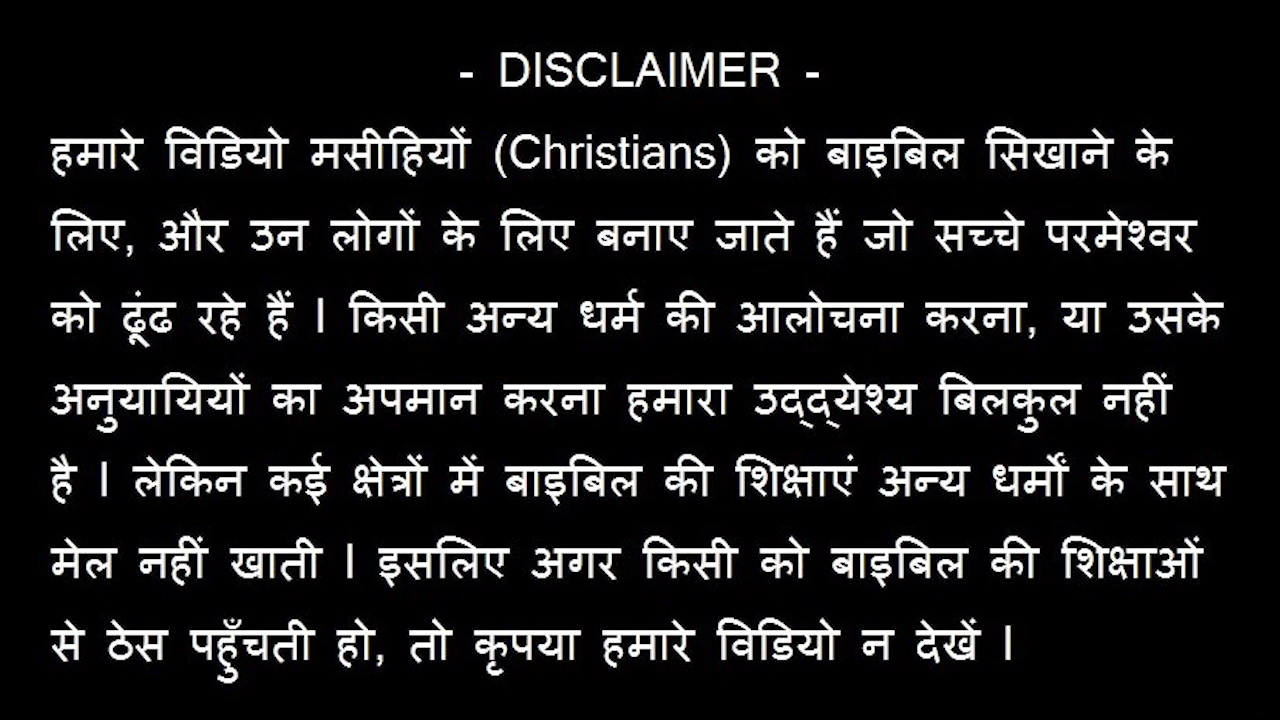 - DISCLAIMER -
हमारे विडियो मसीहियों (Christians) को बाइबिल सिखाने के
लिए, और उन लोगों के लिए बनाए जाते हैं जो सच्चे परमेश्वर
को ढूंढ रहे हैं | किसी अन्य धर्म की आलोचना करना, या उसके
अनुयायियों का अपमान करना हमारा उद्द्येश्य बिलकुल नहीं
है | लेकिन कई क्षेत्रों में बाइबिल की शिक्षाएं अन्य धर्मों के साथ
मेल नहीं खाती | इसलिए अगर किसी को बाइबिल की शिक्षाओं
से ठेस पहुँचती हो, तो कृपया हमारे विडियो न देखें |